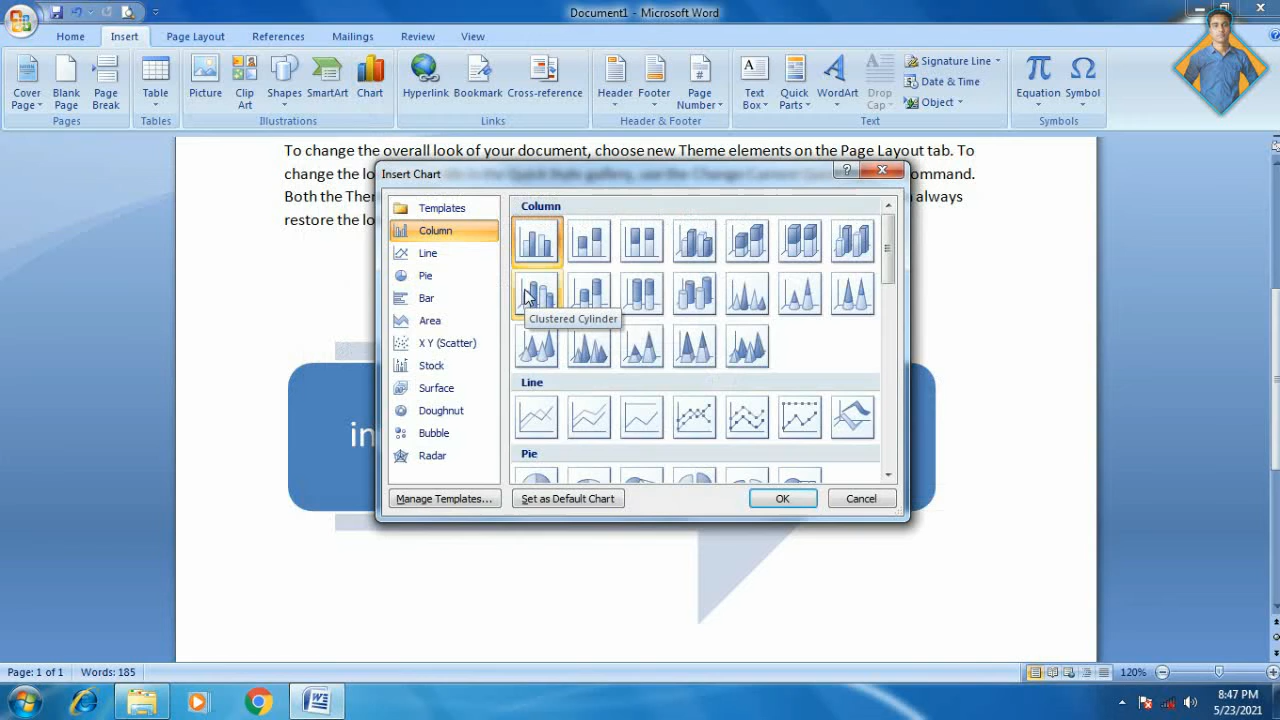 Document1 - Microsoft Word
Home Insert Page Layout References Mailings Review View
Cover Page Blank Page Page Break
Table
Picture Clip Art Shapes SmartArt Chart
Hyperlink Bookmark Cross-reference
Header Footer Page Number
Text Box Quick Parts WordArt Drop Cap
Signature Line
Date & Time
Object
Equation Symbol
Pages Tables Illustrations Links Header & Footer Text Symbols
To change the overall look of your document, choose new Theme elements on the Page Layout tab. To
change the lo ommand.
Both the Ther always
restore the lo
in
Insert Chart
Templates
Column
Line
Pie
Bar
Area
X Y (Scatter)
Stock
Surface
Doughnut
Bubble
Radar
Column
Clustered Cylinder
Line
Pie
Manage Templates... Set as Default Chart OK Cancel
Page: 1 of 1 Words: 185 120%
8:47 PM
5/23/2021